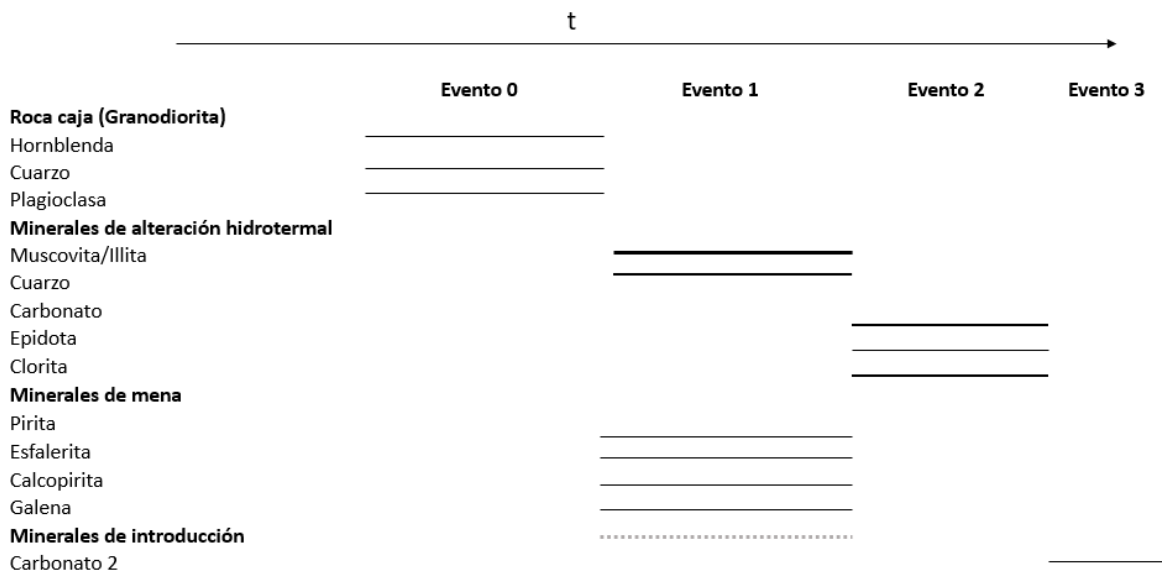 t
Evento 0 Evento 1 Evento 2 Evento 3
Roca caja (Granodiorita)
Hornblenda
Cuarzo
Plagioclasa
Minerales de alteración hidrotermal
Muscovita/Illita
Cuarzo
Carbonato
Epidota
Clorita
Minerales de mena
Pirita
Esfalerita
Calcopirita
Galena
Minerales de introducción
Carbonato 2